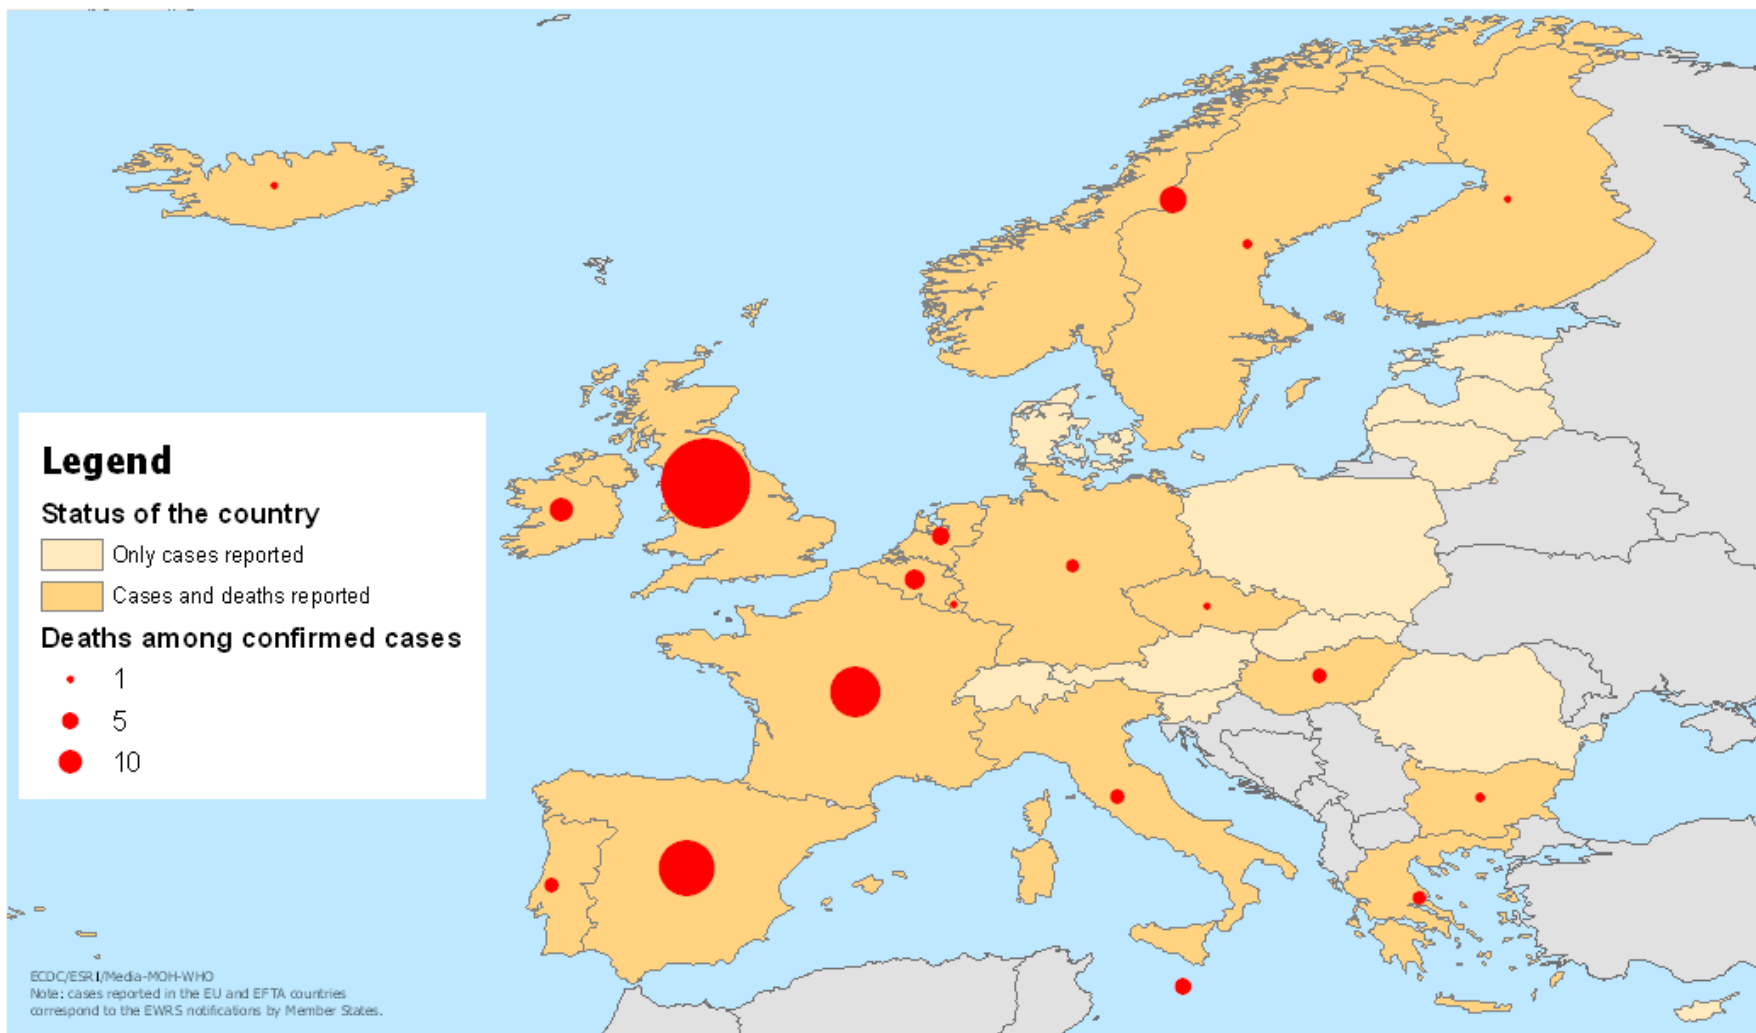 Legend
Status of the country
Only cases reported
Cases and deaths reported
Deaths among confirmed cases
1
5
10
ECDC/ESRI/Media-MOH-WHO
Note: cases reported in the EU and EFTA countries
correspond to the EWRS notifications by Member States.